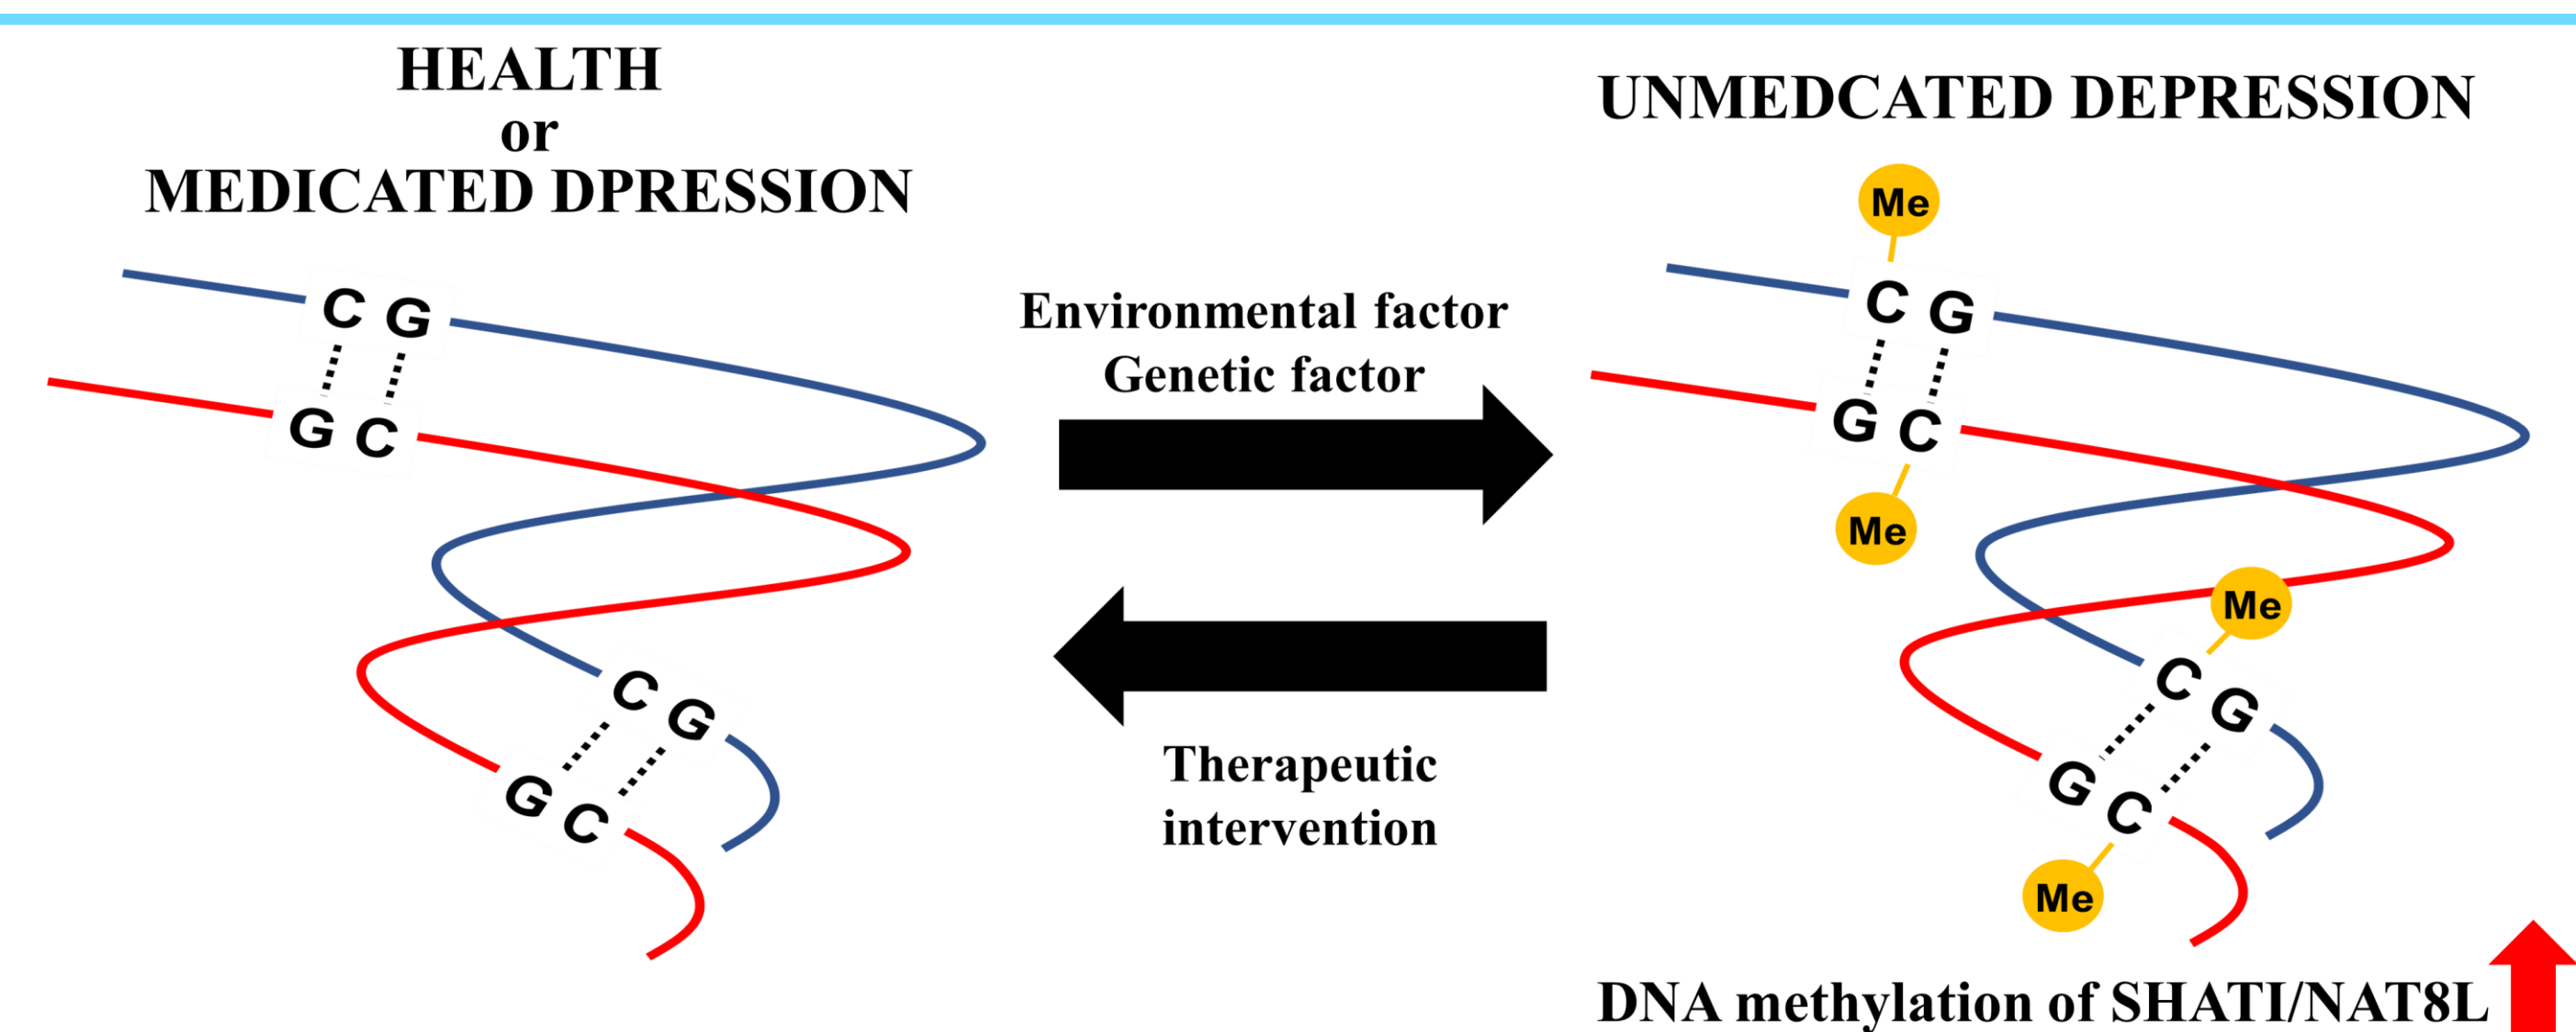 HEALTH
or
MEDICATED DPRESSION
C G
G C
C G
G C
Environmental factor
Genetic factor
Therapeutic
intervention
UNMEDCATED DEPRESSION
Me
C G
G C
Me
Me
C G
G C
Me
DNA methylation of SHATI/NAT8L